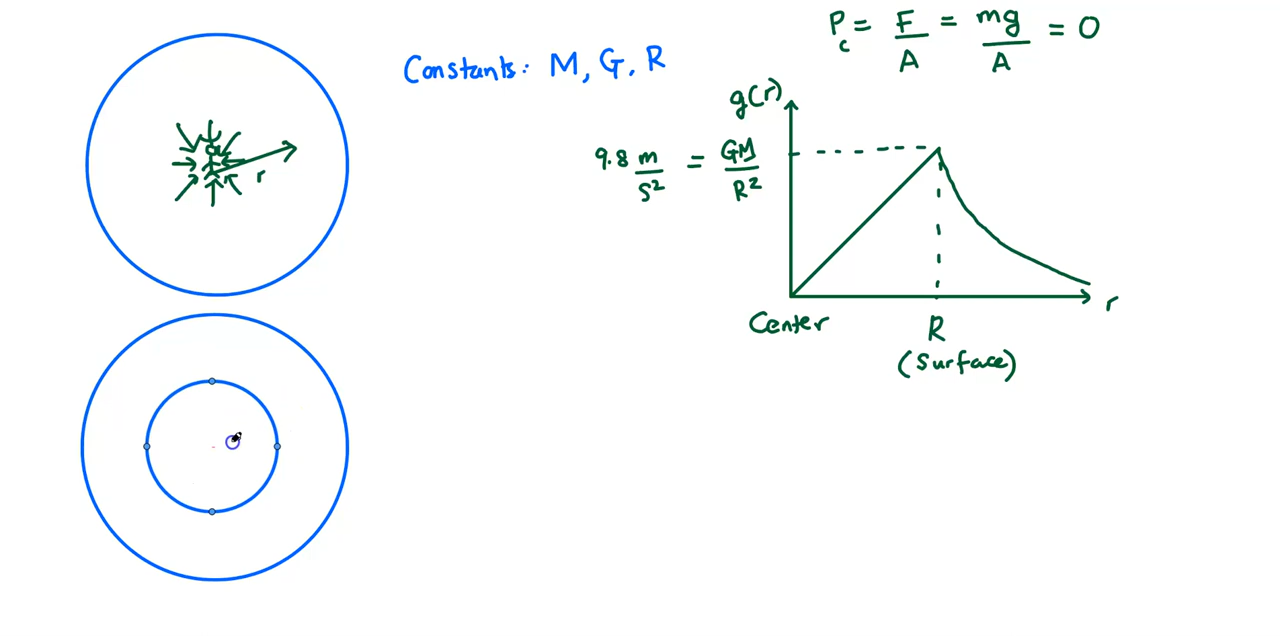 P_c = F/A = mg/A = 0
Constants: M, G, R
g(r)
9.8 m/s² = GM/R²
r
r
Center
R
(Surface)